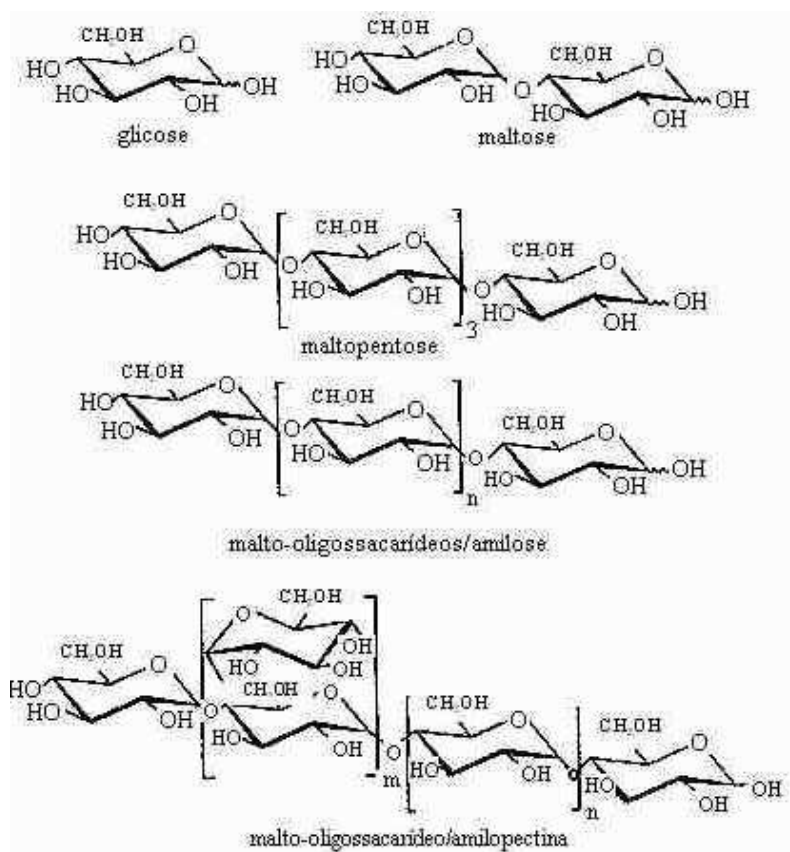 CH₂OH O CH₂OH O CH₂OH O
HO HO
HO OH OH HO OH O HO OH OH
glicose maltose
CH₂OH O CH₂OH O CH₂OH O
HO HO OH O HO OH O HO OH OH
3
maltopentose
CH₂OH O CH₂OH O CH₂OH O
HO HO OH O HO OH O HO OH OH
n
malto-oligossacarídeos/amilose
O CH₂OH
HO OH OH
CH₂OH O CH₂OH O CH₂OH O CH₂OH O
HO HO OH O HO OH O HO OH O HO OH OH
m n
malto-oligossacarídeo/amilopectina